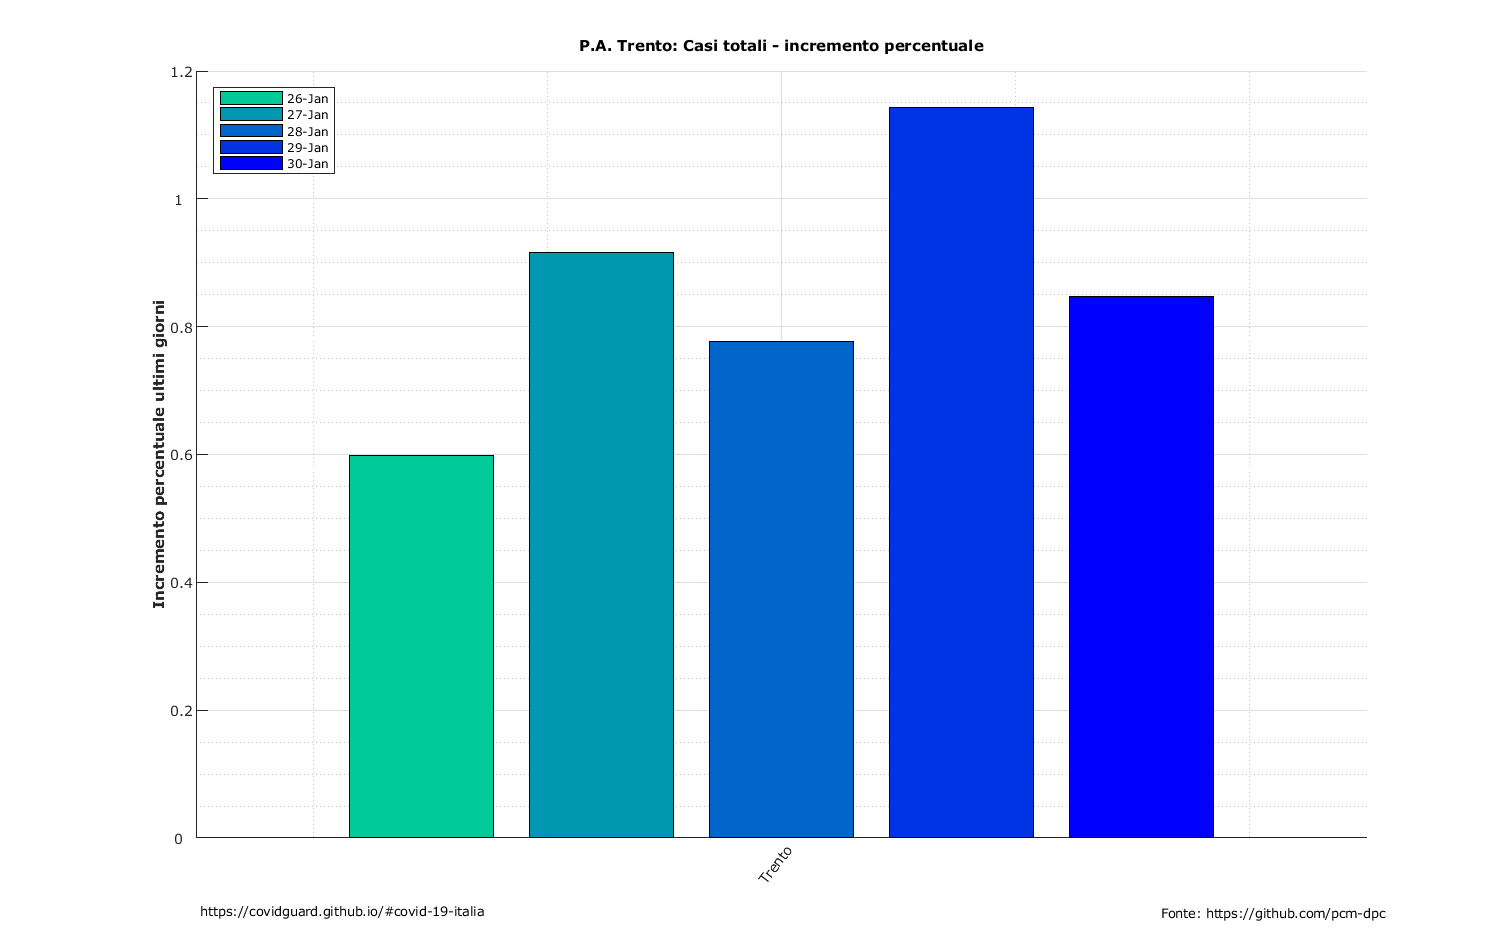 P.A. Trento: Casi totali - incremento percentuale
Incremento percentuale ultimi giorni
1.2
1
0.8
0.6
0.4
0.2
0
26-Jan
27-Jan
28-Jan
29-Jan
30-Jan
Trento
https://covidguard.github.io/#covid-19-italia
Fonte: https://github.com/pcm-dpc